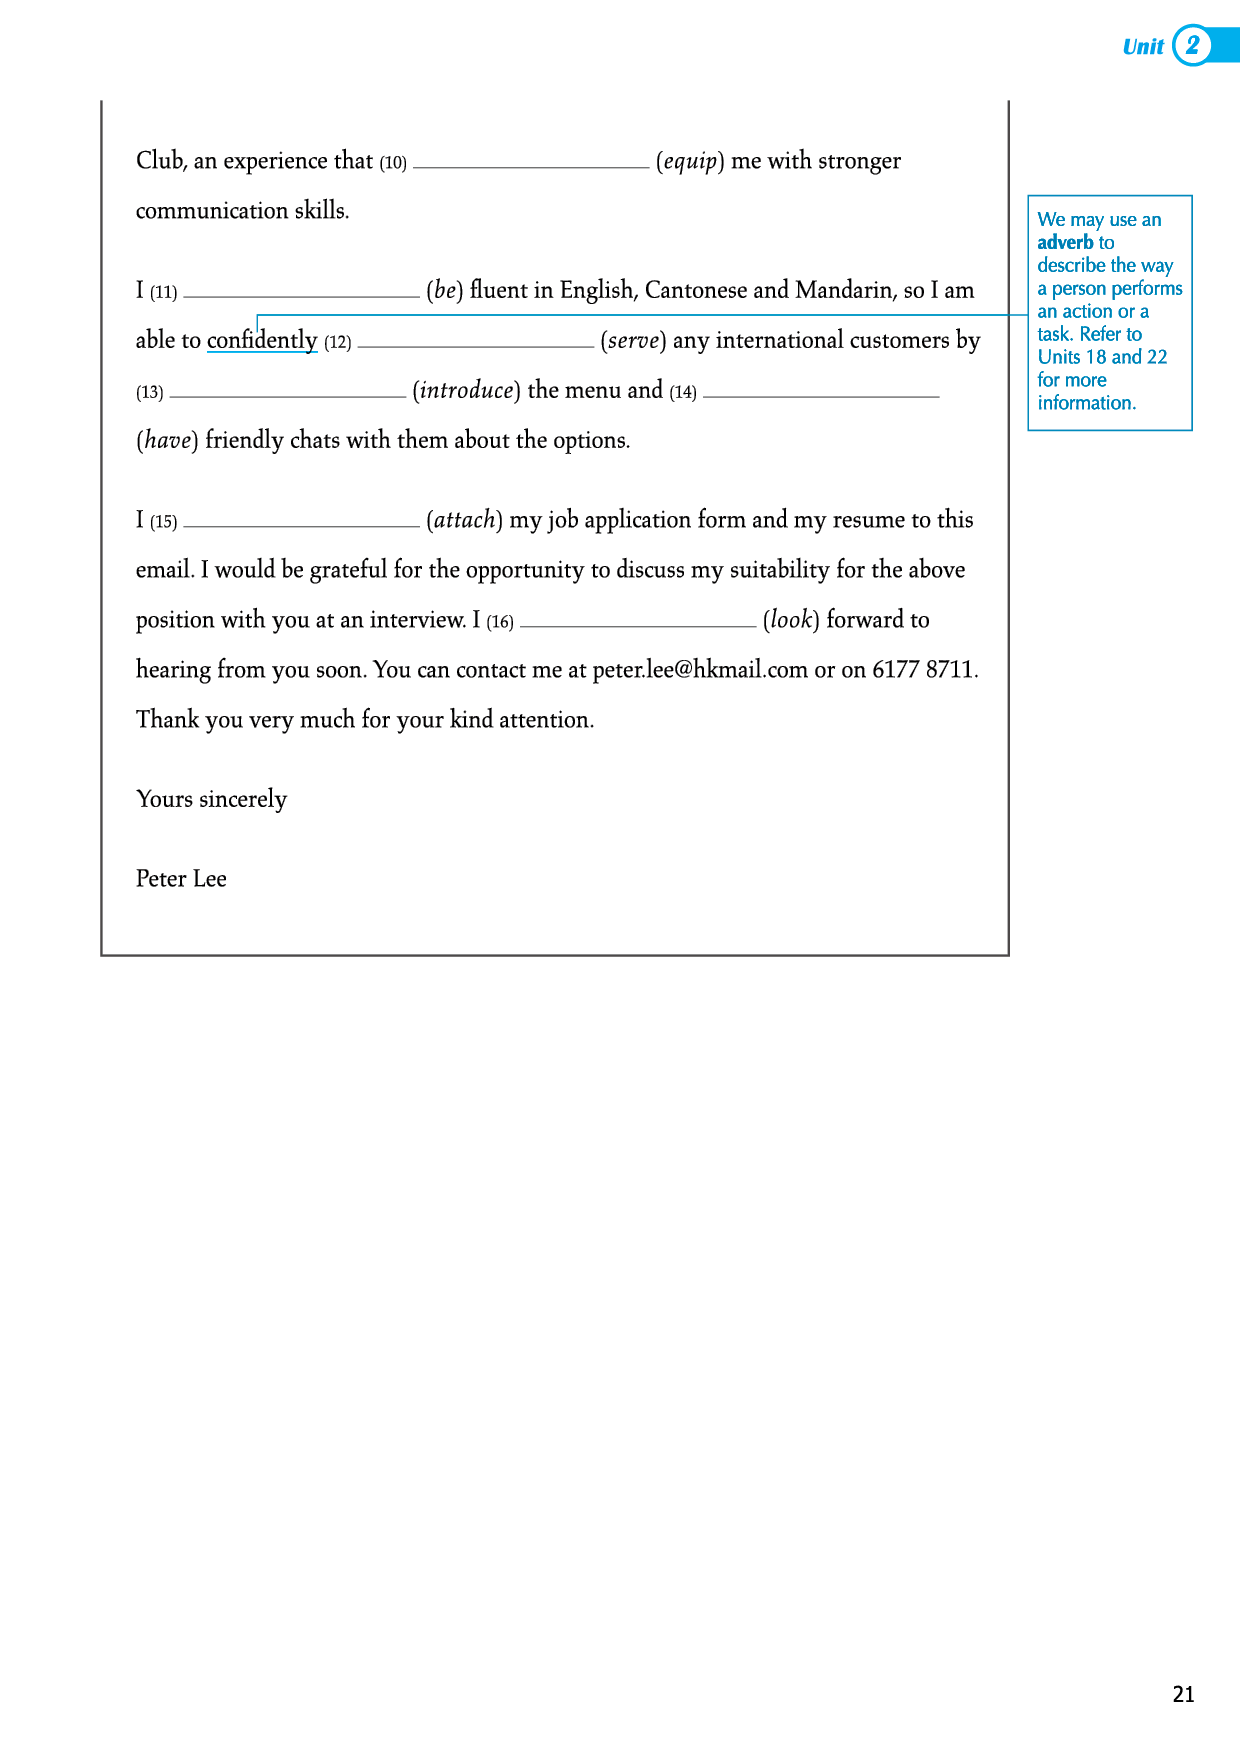 Unit 2
Club, an experience that (10) ____________________ (equip) me with stronger
communication skills.
I (11) ____________________ (be) fluent in English, Cantonese and Mandarin, so I am
able to confidently (12) ____________________ (serve) any international customers by
(13) ____________________ (introduce) the menu and (14) ____________________
(have) friendly chats with them about the options.
I (15) ____________________ (attach) my job application form and my resume to this
email. I would be grateful for the opportunity to discuss my suitability for the above
position with you at an interview. I (16) ____________________ (look) forward to
hearing from you soon. You can contact me at peter.lee@hkmail.com or on 6177 8711.
Thank you very much for your kind attention.
Yours sincerely
Peter Lee
We may use an
adverb to
describe the way
a person performs
an action or a
task. Refer to
Units 18 and 22
for more
information.
21